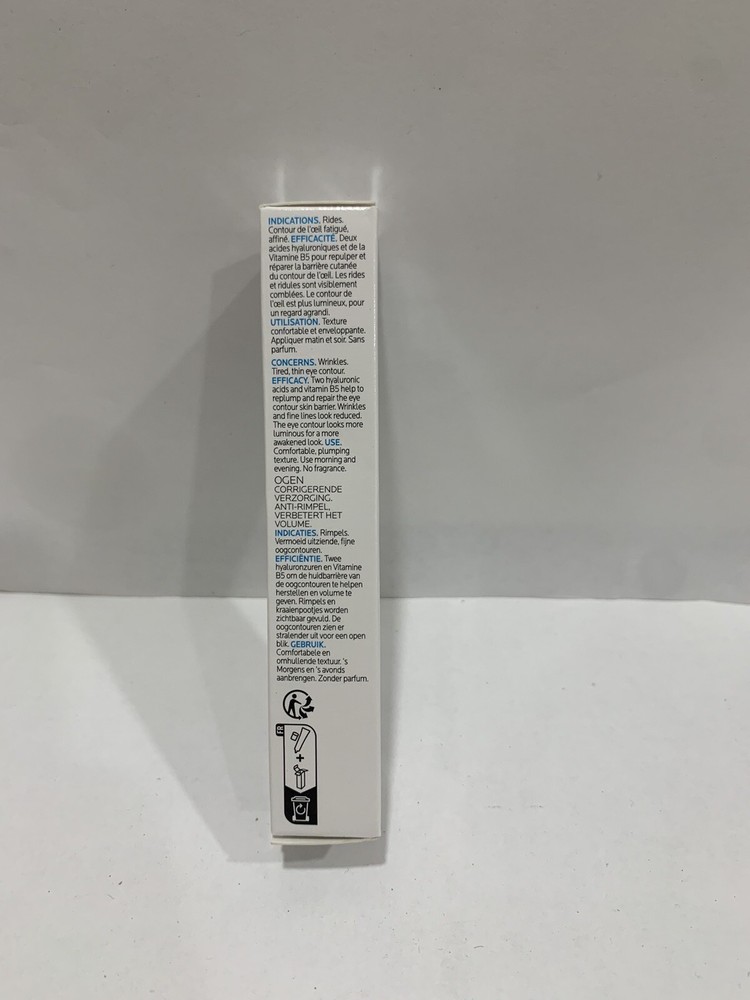 INDICATIONS. Rides.
Contour de l'œil fatigué,
affiné. EFFICACITÉ. Deux
acides hyaluroniques et de la
Vitamine B5 pour repulper et
réparer la barrière cutanée
du contour de l'œil. Les rides
et ridules sont visiblement
comblées. Le contour de
l'œil est plus lumineux, pour
un regard agrandi.
UTILISATION. Texture
confortable et enveloppante.
Appliquer matin et soir. Sans
parfum.
CONCERNS. Wrinkles.
Tired, thin eye contour.
EFFICACY. Two hyaluronic
acids and vitamin B5 help to
replump and repair the eye
contour skin barrier. Wrinkles
and fine lines look reduced.
The eye contour looks more
luminous for a more
awakened look. USE.
Comfortable, plumping
texture. Use morning and
evening. No fragrance.
OGEN
CORRIGERENDE
VERZORGING.
ANTI-RIMPEL,
VERBETERT HET
VOLUME.
INDICATIES. Rimpels.
Vermoeid uitziende, fijne
oogcontouren.
EFFICIËNTIE. Twee
hyaluronzuren en Vitamine
B5 om de huidbarrière van
de oogcontouren te helpen
herstellen en volume te
geven. Rimpels en
kraaienpootjes worden
zichtbaar gevuld. De
oogcontouren zien er
stralender uit voor een open
blik. GEBRUIK.
Comfortabele en
omhullende textuur. 's
Morgens en 's avonds
aanbrengen. Zonder parfum.
FR
+